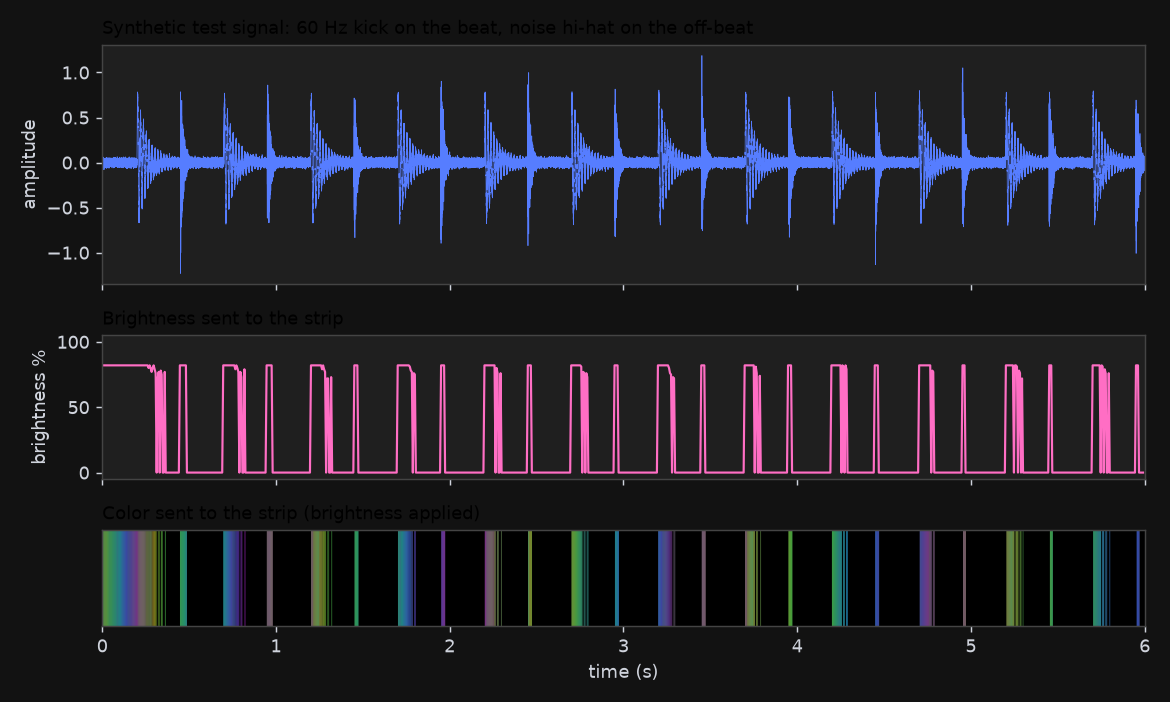 Synthetic test signal: 60 Hz kick on the beat, noise hi-hat on the off-beat
1.0
0.5
0.0
−0.5
−1.0
amplitude
Brightness sent to the strip
100
50
0
brightness %
Color sent to the strip (brightness applied)
0 1 2 3 4 5 6
time (s)